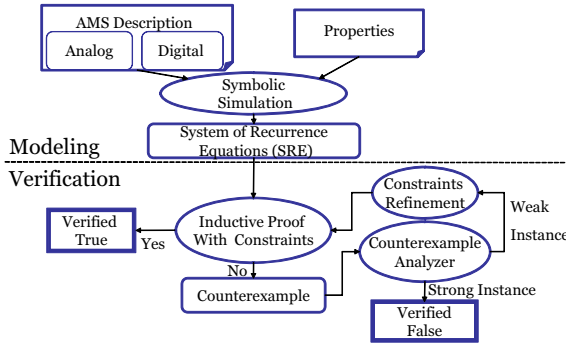 AMS Description
Analog
Digital
Properties
Symbolic
Simulation
System of Recurrence
Equations (SRE)
Modeling
Verification
Constraints
Refinement
Weak
Instance
Verified
True
Yes
Inductive Proof
With Constraints
Counterexample
Analyzer
No
Counterexample
Strong Instance
Verified
False